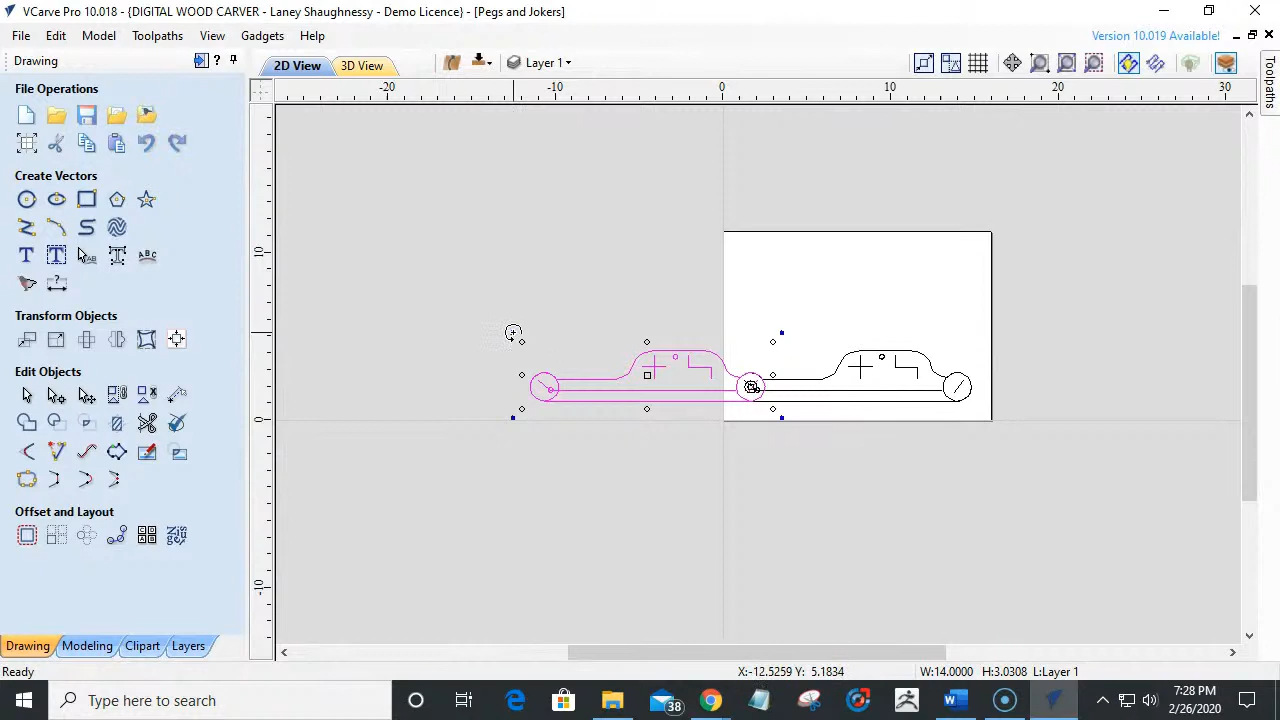 VCarve Pro 10.018 - {DIGITAL WOOD CARVER - Laney Shaughnessy - Demo Licence} - [Pegs and Jokers]
File Edit Model Toolpaths View Gadgets Help
Version 10.019 Available!
Drawing
?
2D View
3D View
Layer 1
File Operations
-20
-10
0
10
20
30
Toolpaths
Create Vectors
10
ABC
Transform Objects
0
Edit Objects
Offset and Layout
-10
Drawing Modeling Clipart Layers
Ready
X:-12.5259 Y: 5.1834
W:14.0000 H:3.0308 L:Layer 1
Type here to search
38
7:28 PM
2/26/2020